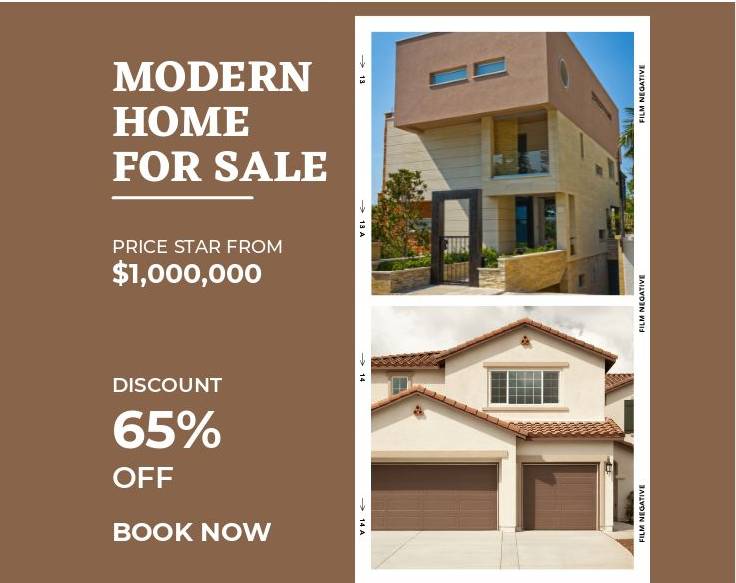 MODERN
HOME
FOR SALE
PRICE STAR FROM
$1,000,000
DISCOUNT
65%
OFF
BOOK NOW
13
13 A
14
14 A
FILM NEGATIVE
FILM NEGATIVE
FILM NEGATIVE